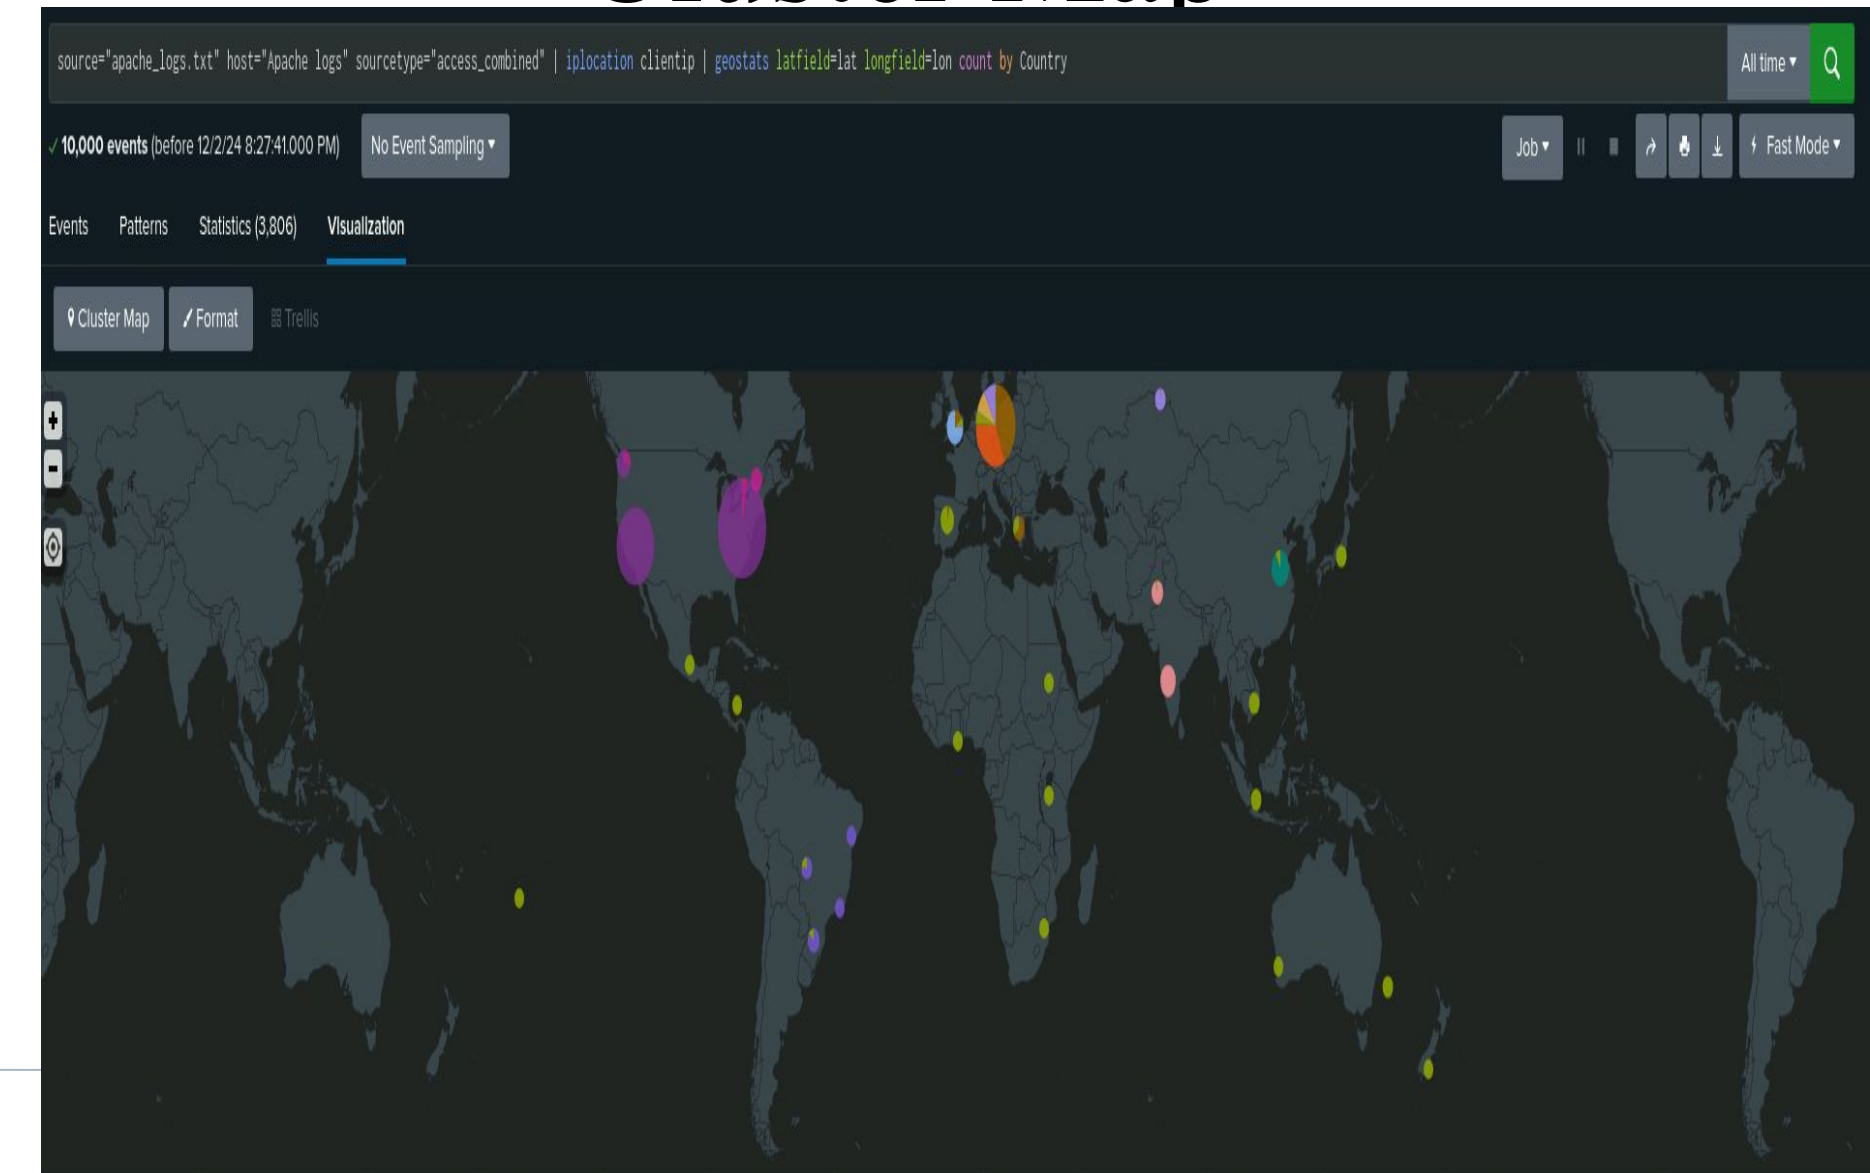 Cluster Map
source="apache_logs.txt" host="Apache logs" sourcetype="access_combined" | iplocation clientip | geostats latfield=lat longfield=lon count by Country
All time
10,000 events (before 12/2/24 8:27:41.000 PM)
No Event Sampling
Job
Fast Mode
Events Patterns Statistics (3,806) Visualization
Cluster Map Format Trellis
+
-